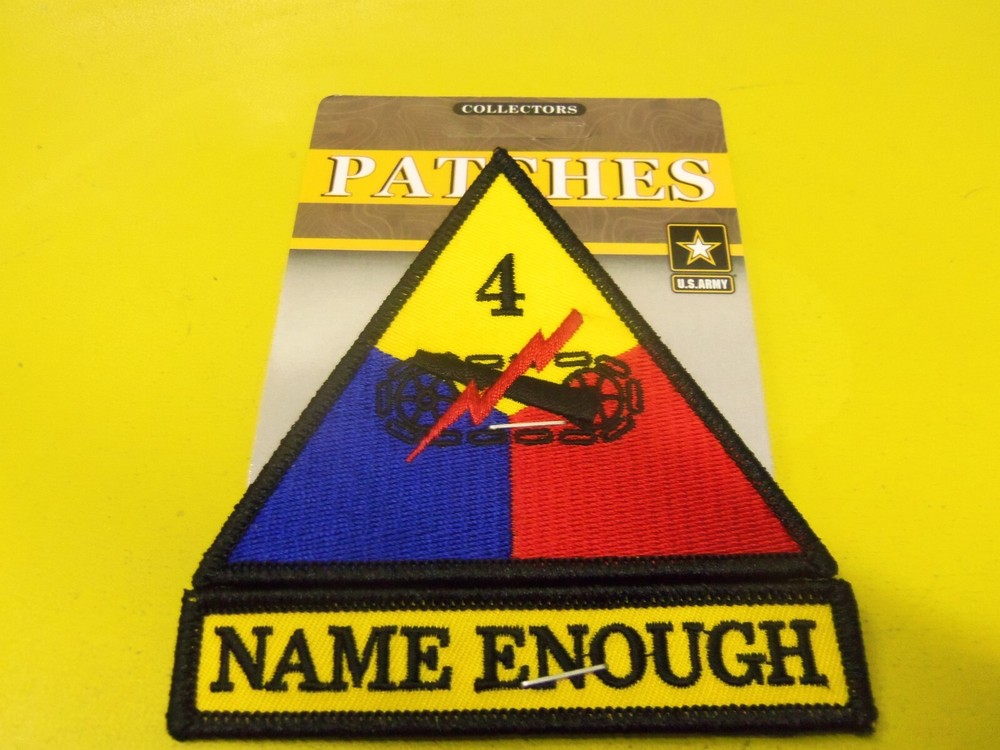 COLLECTORS
PATCHES
U.S.ARMY
4
NAME ENOUGH